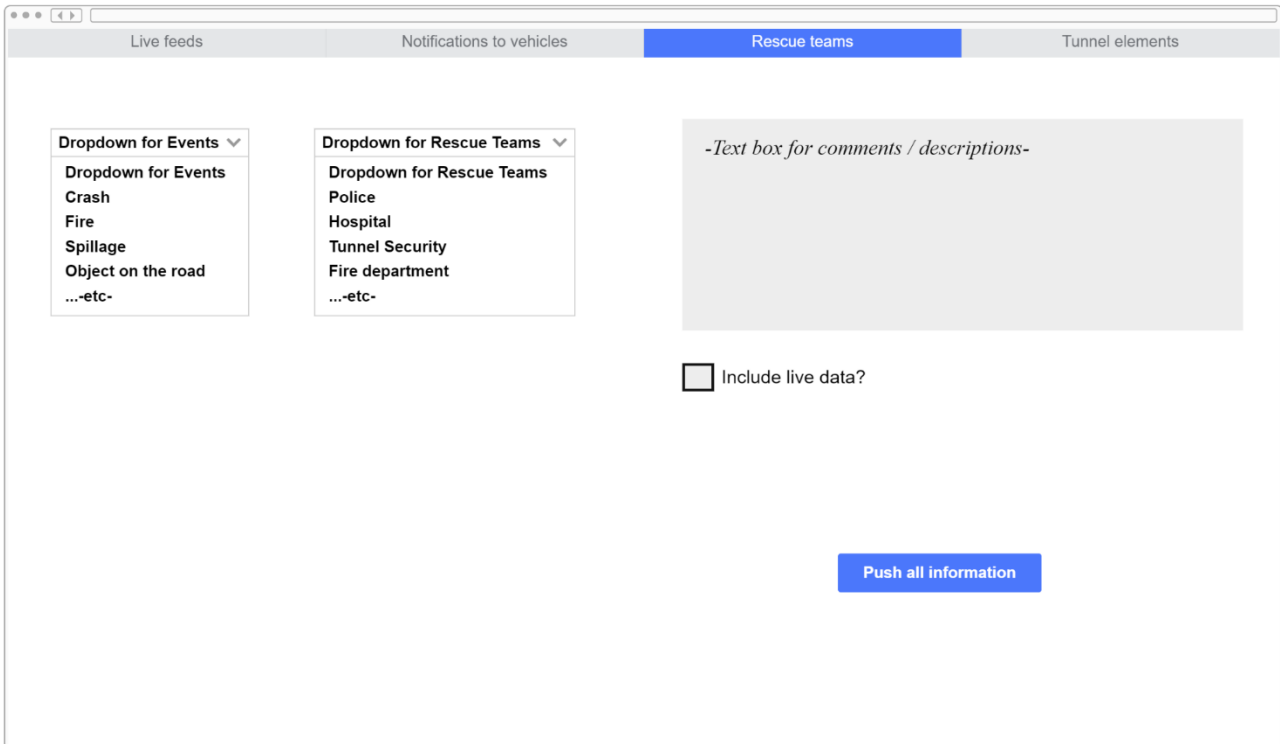 Live feeds
Notifications to vehicles
Rescue teams
Tunnel elements
Dropdown for Events
Dropdown for Events
Crash
Fire
Spillage
Object on the road
...-etc-
Dropdown for Rescue Teams
Dropdown for Rescue Teams
Police
Hospital
Tunnel Security
Fire department
...-etc-
-Text box for comments / descriptions-
Include live data?
Push all information